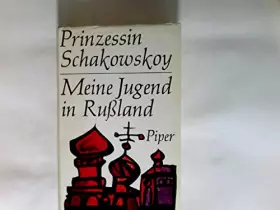 Prinzessin
Schakowskoy
Meine Jugend
in Rußland
Piper